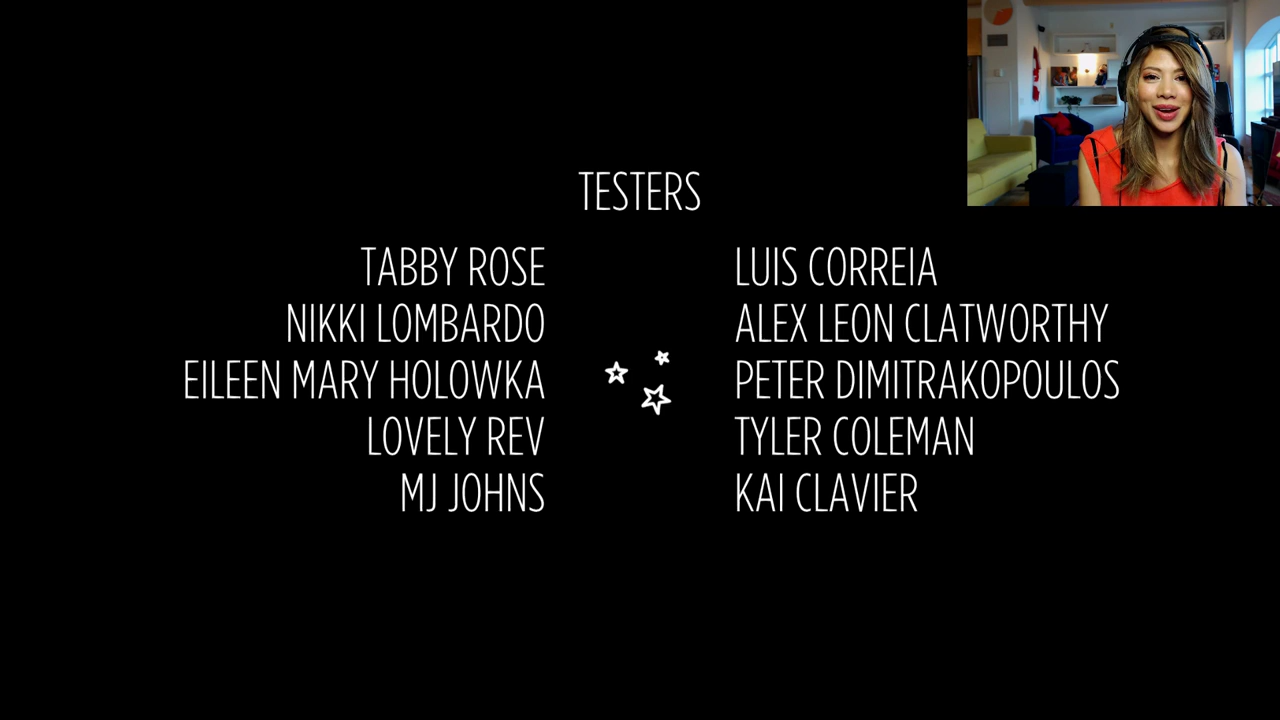 TESTERS
TABBY ROSE
NIKKI LOMBARDO
EILEEN MARY HOLOWKA
LOVELY REV
MJ JOHNS
LUIS CORREIA
ALEX LEON CLATWORTHY
PETER DIMITRAKOPOULOS
TYLER COLEMAN
KAI CLAVIER